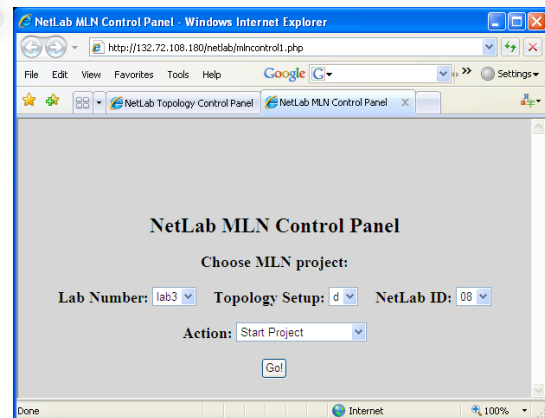 NetLab MLN Control Panel - Windows Internet Explorer
http://132.72.108.180/netlab/mlncontrol1.php
File Edit View Favorites Tools Help Google G Settings
NetLab Topology Control Panel NetLab MLN Control Panel
NetLab MLN Control Panel
Choose MLN project:
Lab Number: lab3 Topology Setup: d NetLab ID: 08
Action: Start Project
Go!
Done Internet 100%